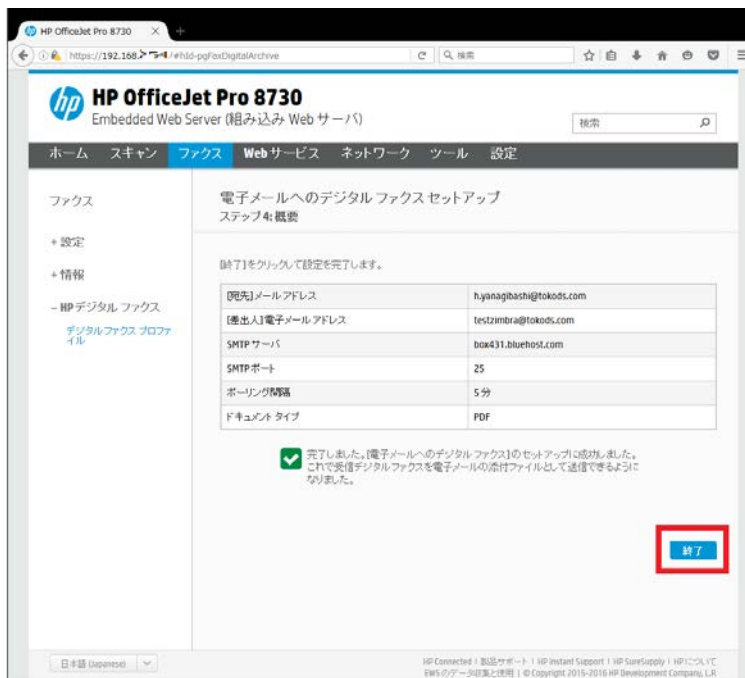 HP OfficeJet Pro 8730
https://192.168. /#hId-pgFaxDigitalArchive
検索
hp
HP OfficeJet Pro 8730
Embedded Web Server (組み込み Web サーバ)
検索
ホーム スキャン ファクス Web サービス ネットワーク ツール 設定
ファクス
+ 設定
+ 情報
- HP デジタル ファクス
デジタル ファクス プロファ
イル
電子メールへのデジタル ファクス セットアップ
ステップ 4: 概要
[終了]をクリックして設定を完了します。
[宛先]メール アドレス h.yanagibashi@tokods.com
[差出人]電子メール アドレス testzimbra@tokods.com
SMTP サーバ box431.bluehost.com
SMTP ポート 25
ポーリング間隔 5 分
ドキュメント タイプ PDF
完了しました。[電子メールへのデジタル ファクス]のセットアップに成功しました。
これで受信デジタルファクスを電子メールの添付ファイルとして送信できるように
なりました。
終了
日本語 (Japanese)
HP Connected | 製品サポート | HP Instant Support | HP SureSupply | HP について
EWS のデータ収集と使用 | © Copyright 2015-2016 HP Development Company, L.P.